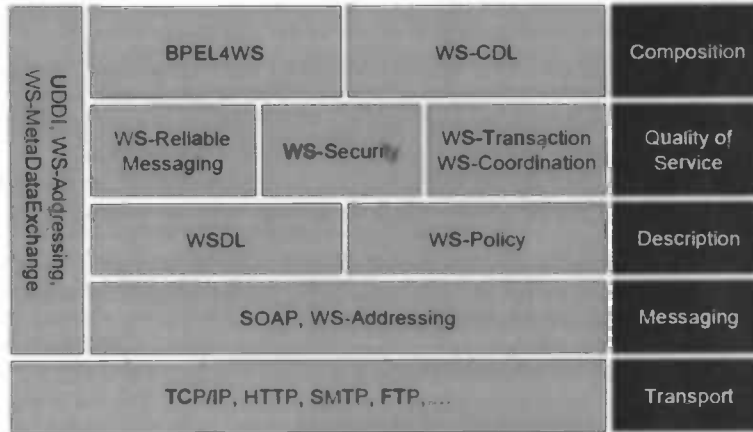 UDDI, WS-Addressing,
WS-MetaDataExchange
BPEL4WS
WS-CDL
Composition
WS-Reliable
Messaging
WS-Security
WS-Transaction
WS-Coordination
Quality of
Service
WSDL
WS-Policy
Description
SOAP, WS-Addressing
Messaging
TCP/IP, HTTP, SMTP, FTP,....
Transport